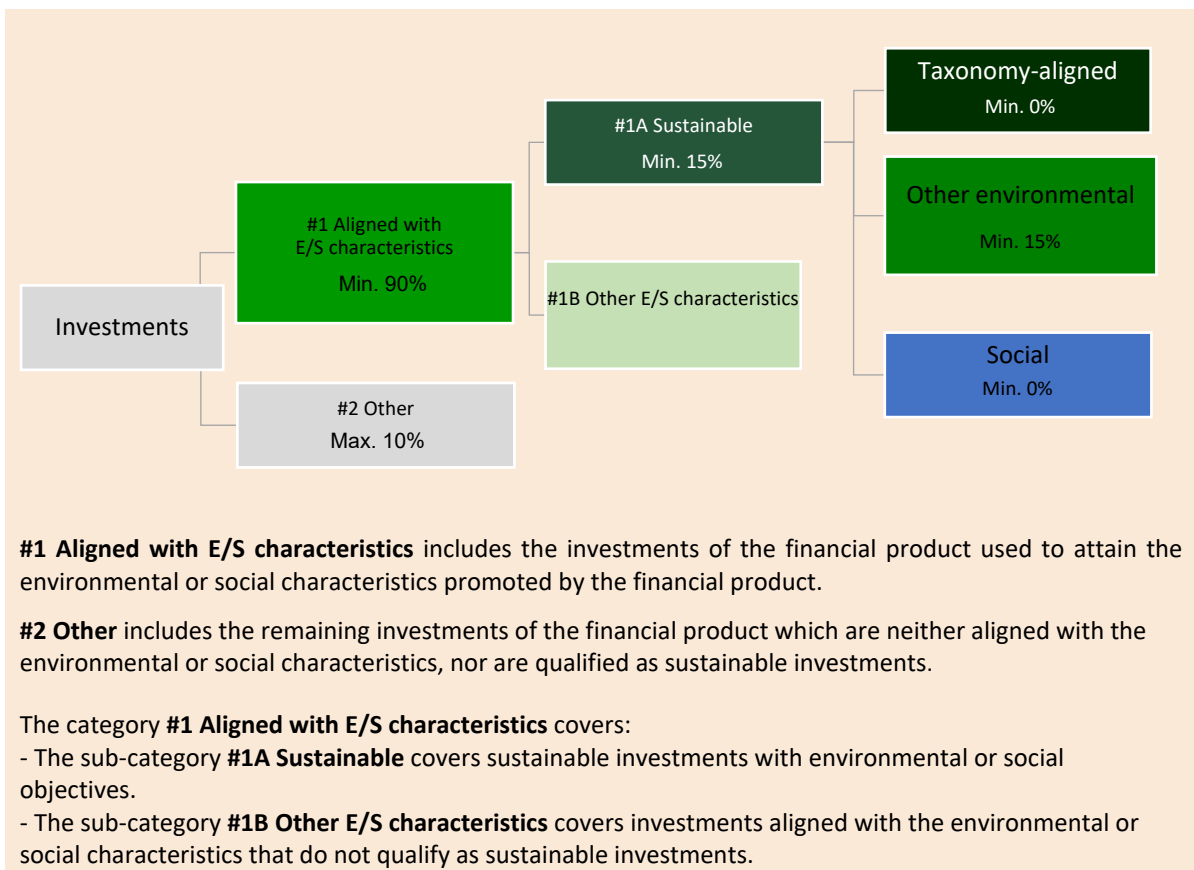 Taxonomy-aligned
Min. 0%
#1A Sustainable
Min. 15%
Other environmental
Min. 15%
#1 Aligned with
E/S characteristics
Min. 90%
#1B Other E/S characteristics
Investments
Social
Min. 0%
#2 Other
Max. 10%
#1 Aligned with E/S characteristics includes the investments of the financial product used to attain the
environmental or social characteristics promoted by the financial product.
#2 Other includes the remaining investments of the financial product which are neither aligned with the
environmental or social characteristics, nor are qualified as sustainable investments.
The category #1 Aligned with E/S characteristics covers:
- The sub-category #1A Sustainable covers sustainable investments with environmental or social
objectives.
- The sub-category #1B Other E/S characteristics covers investments aligned with the environmental or
social characteristics that do not qualify as sustainable investments.